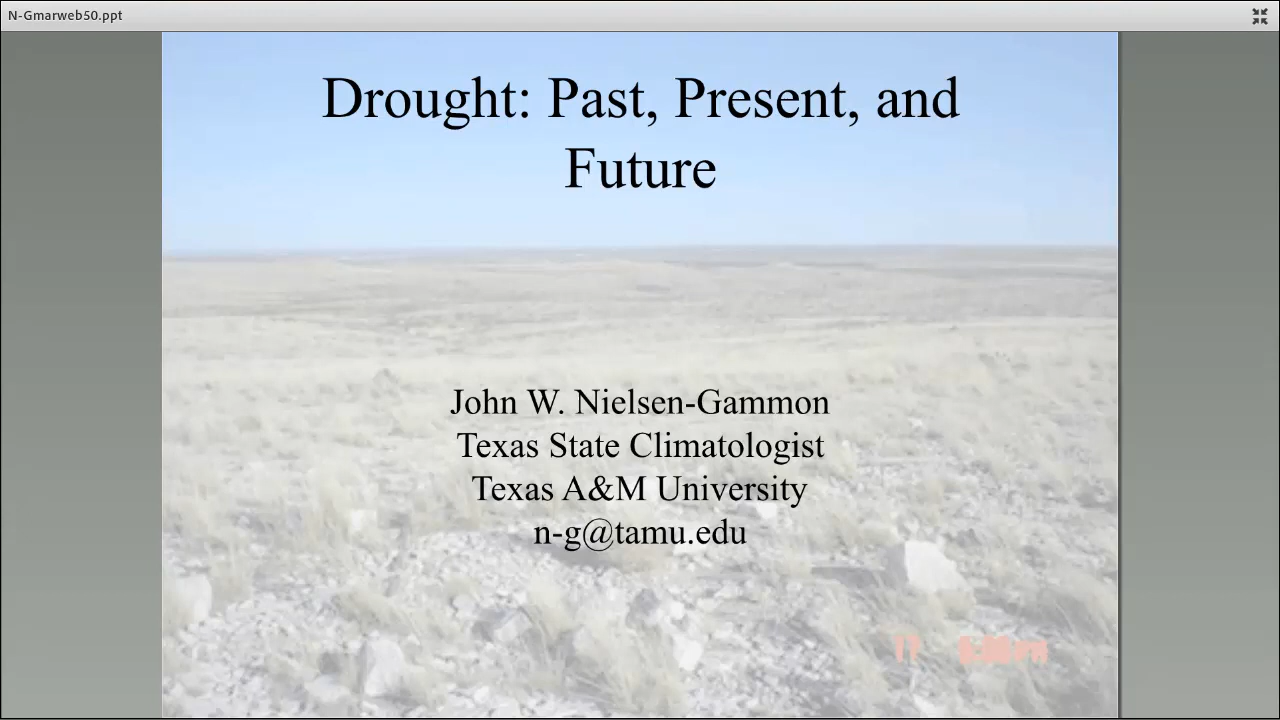 N-Gmarweb50.ppt
Drought: Past, Present, and
Future
John W. Nielsen-Gammon
Texas State Climatologist
Texas A&M University
n-g@tamu.edu